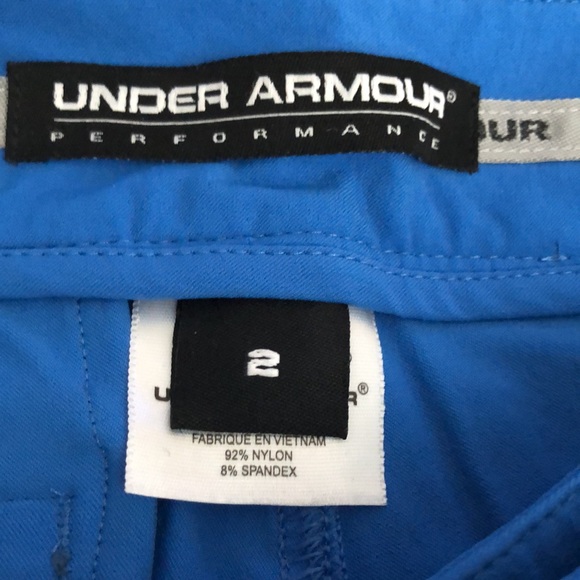 UNDER ARMOUR®
PERFORMANCE
OUR
2
U R®
FABRIQUE EN VIETNAM
92% NYLON
8% SPANDEX